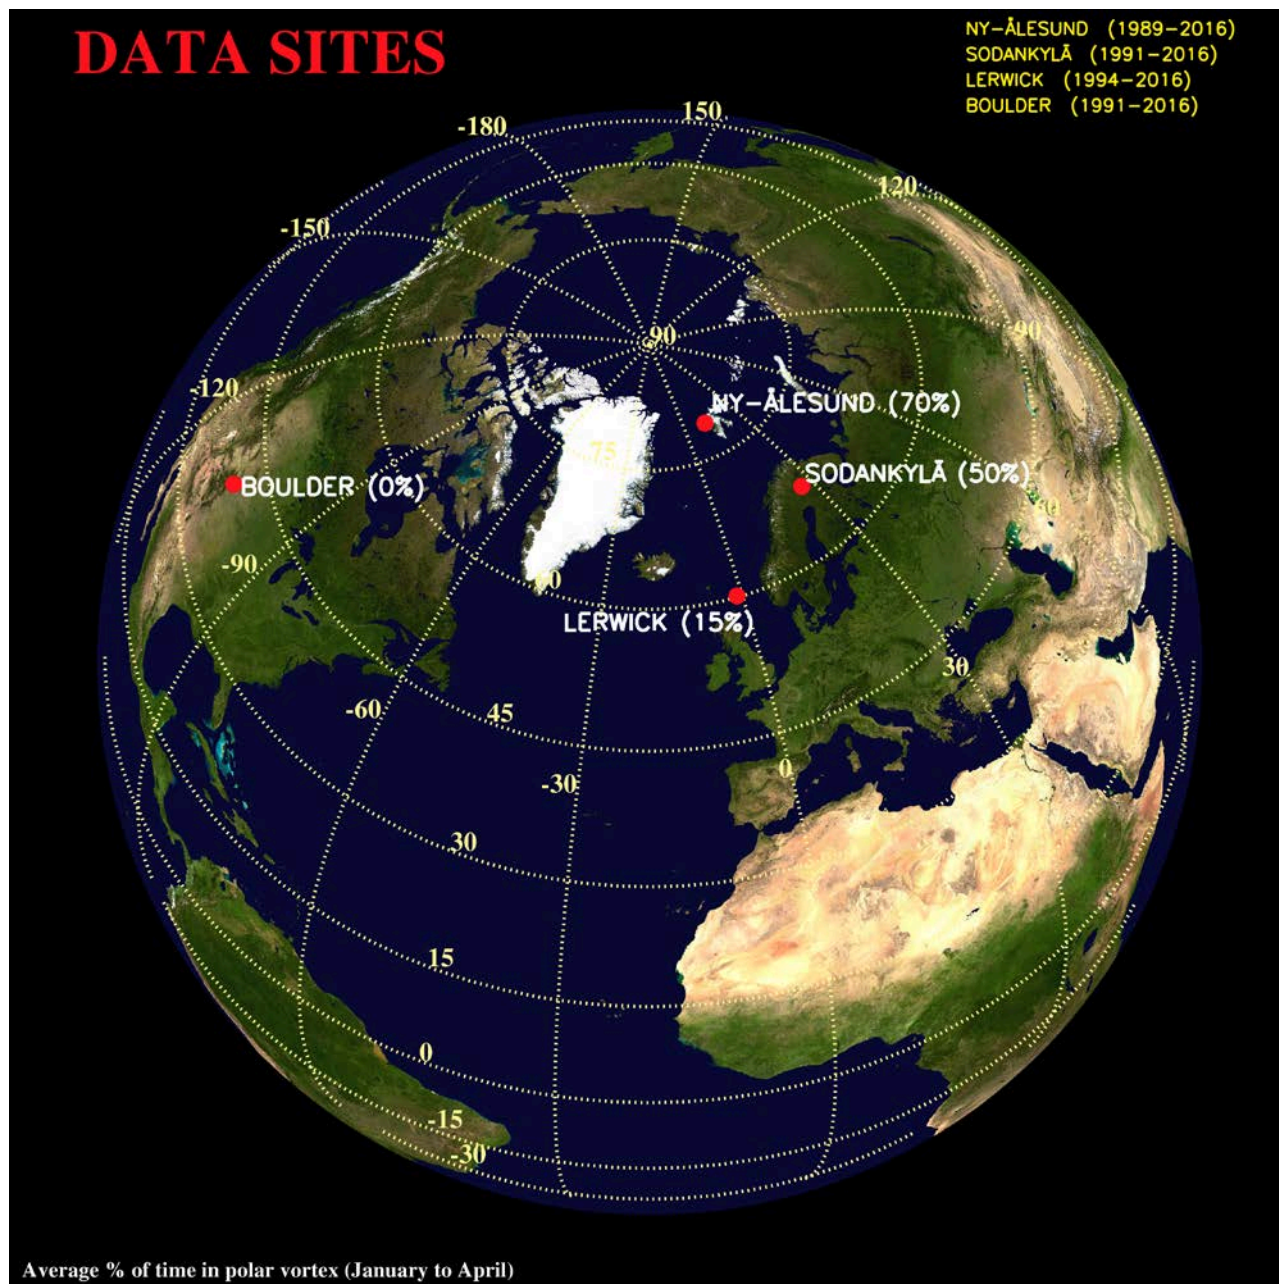 DATA SITES
NY-ÅLESUND (1989-2016)
SODANKYLÄ (1991-2016)
LERWICK (1994-2016)
BOULDER (1991-2016)
150
-180
120
-150
90
90
-120
NY-ÅLESUND (70%)
75
SODANKYLÄ (50%)
BOULDER (0%)
60
-90
60
LERWICK (15%)
30
-60
45
0
-30
30
15
0
-15
-30
Average % of time in polar vortex (January to April)